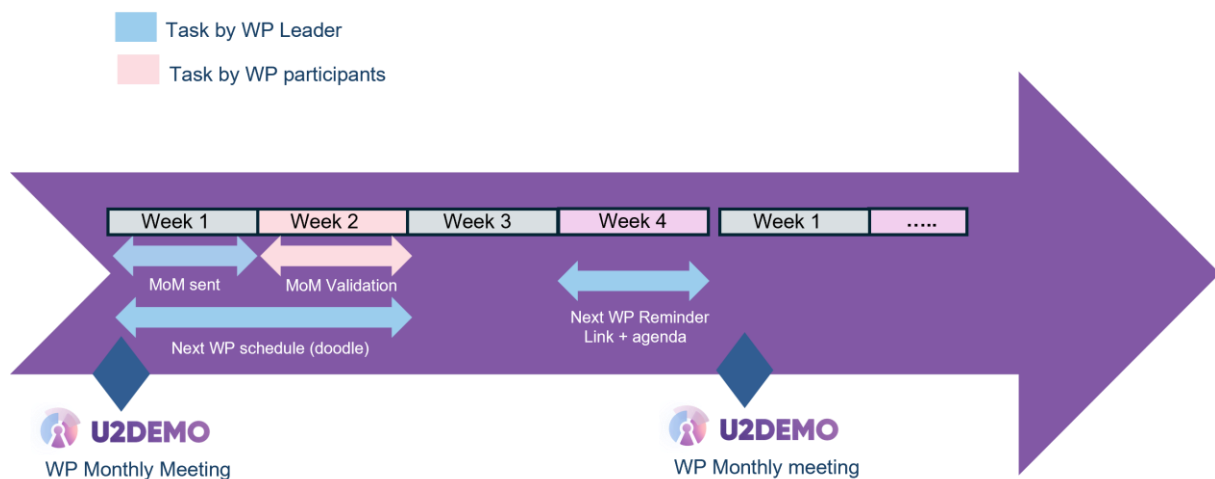 Task by WP Leader
Task by WP participants
Week 1
Week 2
Week 3
Week 4
Week 1
.....
MoM sent
MoM Validation
Next WP schedule (doodle)
Next WP Reminder
Link + agenda
U2DEMO
WP Monthly Meeting
U2DEMO
WP Monthly meeting